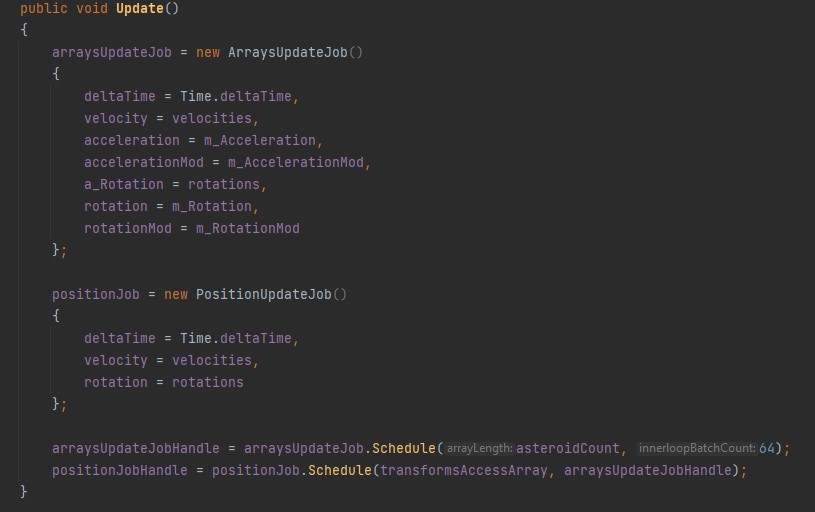 public void Update()
{
arraysUpdateJob = new ArraysUpdateJob()
{
deltaTime = Time.deltaTime,
velocity = velocities,
acceleration = m_Acceleration,
accelerationMod = m_AccelerationMod,
a_Rotation = rotations,
rotation = m_Rotation,
rotationMod = m_RotationMod
};
positionJob = new PositionUpdateJob()
{
deltaTime = Time.deltaTime,
velocity = velocities,
rotation = rotations
};
arraysUpdateJobHandle = arraysUpdateJob.Schedule( arrayLength: asteroidCount, innerloopBatchCount: 64);
positionJobHandle = positionJob.Schedule(transformsAccessArray, arraysUpdateJobHandle);
}